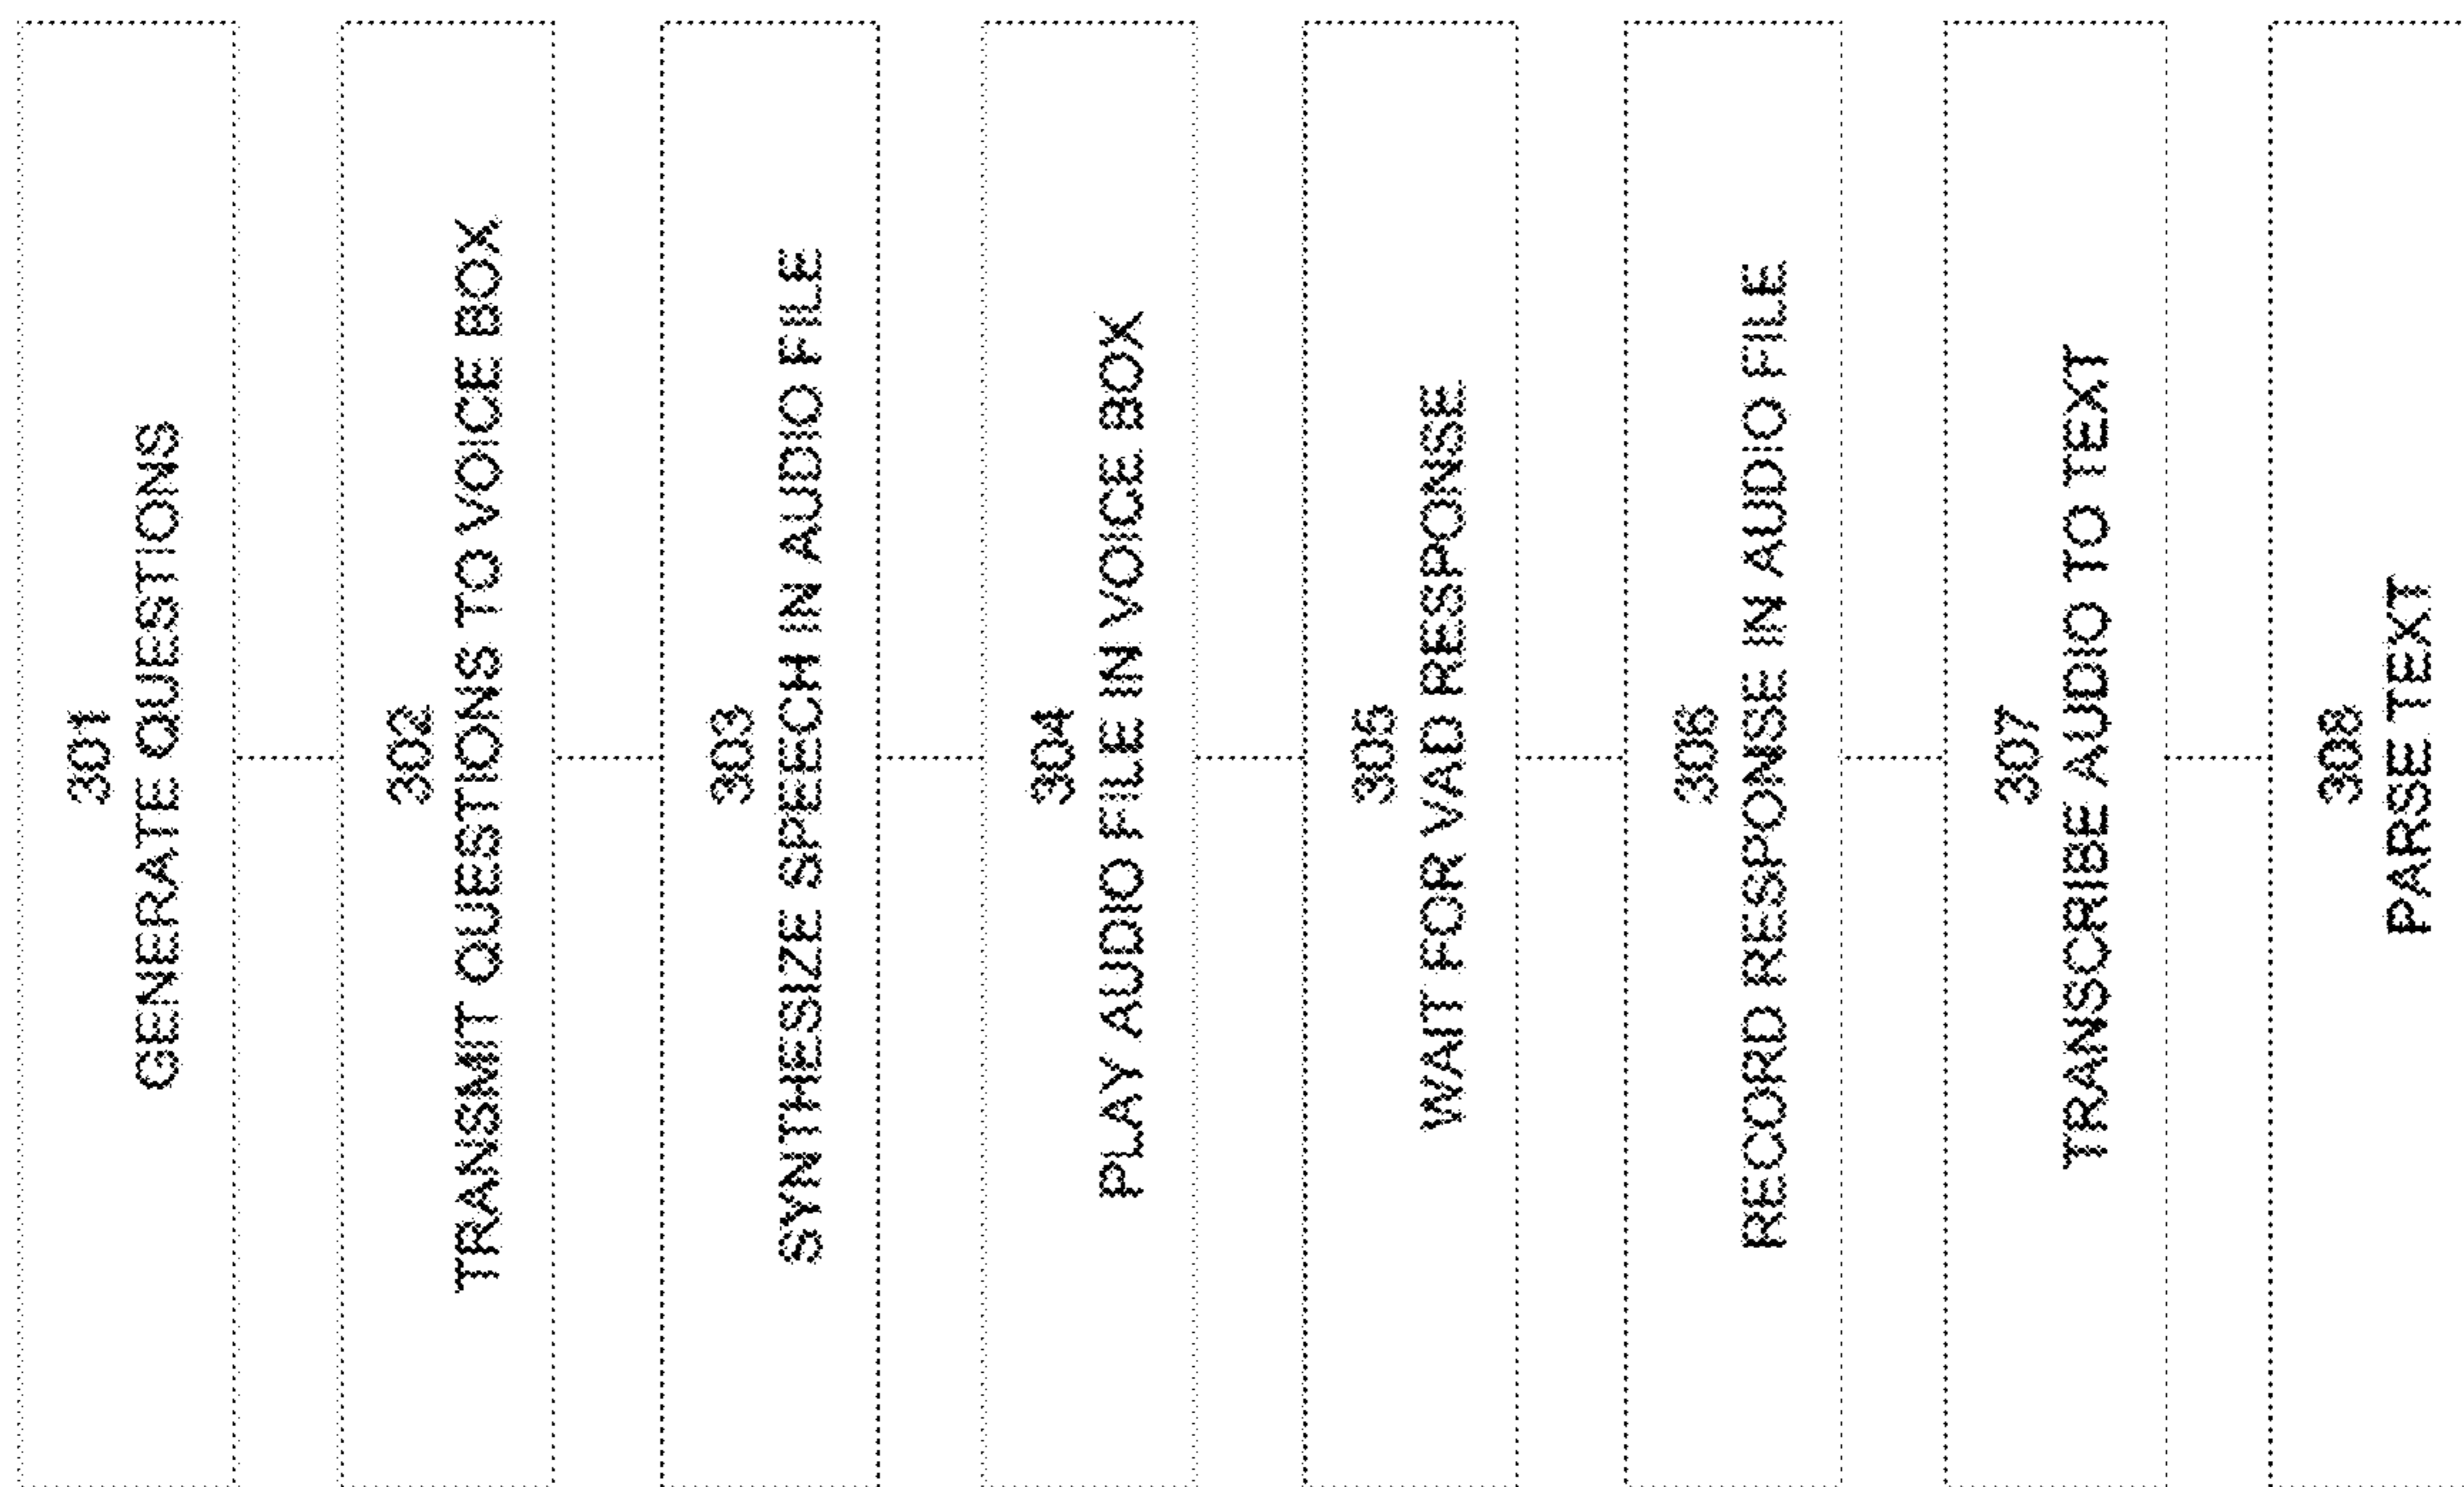 301
GENERATE QUESTIONS
302
TRANSMIT QUESTIONS TO VOICE BOX
303
SYNTHESIZE SPEECH IN AUDIO FILE
304
PLAY AUDIO FILE IN VOICE BOX
305
WAIT FOR VAD RESPONSE
306
RECORD RESPONSE IN AUDIO FILE
307
TRANSCRIBE AUDIO TO TEXT
308
PARSE TEXT